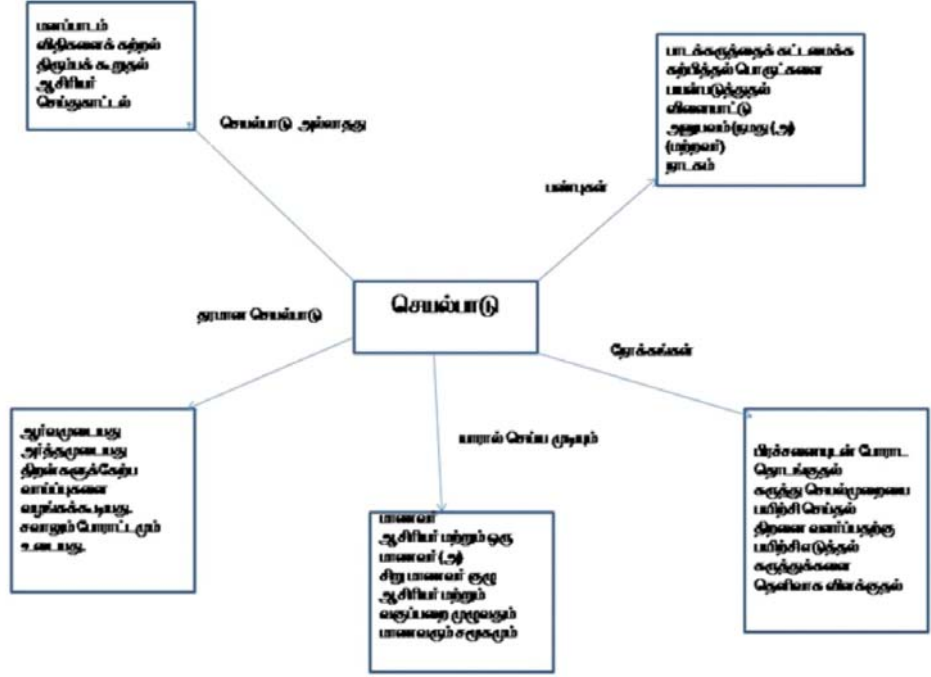 மனப்பாடம்
விதிகளைக் கற்றல்
திரும்பக் கூறுதல்
ஆசிரியர்
செய்துகாட்டல்
செயல்பாடு அல்லாதது
பாடக்கருத்தைக் கட்டமைக்க
கற்பித்தல் பொருட்களை
பயன்படுத்துதல்
விளையாட்டு
அனுபவம் (நமது (அ)
(மற்றவர்)
நாடகம்
பண்புகள்
செயல்பாடு
தரமான செயல்பாடு
நோக்கங்கள்
ஆர்வமுடையது
அர்த்தமுடையது
திறன்களுக்கேற்ப
வாய்ப்புகளை
வழங்கக்கூடியது.
சவாலும் போராட்டமும்
உடையது.
யாரால் செய்ய முடியும்
மாணவர்
ஆசிரியர் மற்றும் ஒரு
மாணவர் (அ)
சிறு மாணவர் குழு
ஆசிரியர் மற்றும்
வகுப்பறை முழுவதும்
மாணவரும் சமூகமும்
பிரச்சனையுடன் போராட
தொடங்குதல்
கருத்து செயல்முறையை
பயிற்சி செய்தல்
திறனை வளர்ப்பதற்கு
பயிற்சிஎடுத்தல்
கருத்துக்களை
தெளிவாக விளக்குதல்